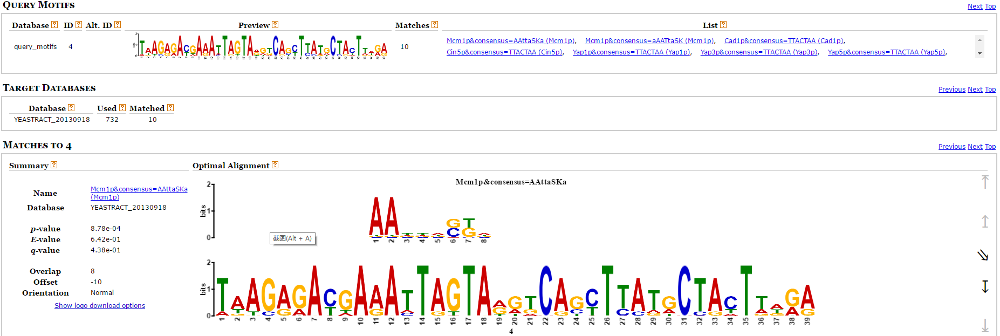 QUERY MOTIFS
Next Top
Database ? ID ? Alt. ID ? Preview ? Matches ? List ?
query_motifs 4 10 Mcm1p&consensus=AAttaSKa (Mcm1p), Mcm1p&consensus=aAATtaSK (Mcm1p), Cad1p&consensus=TTACTAA (Cad1p),
Cin5p&consensus=TTACTAA (Cin5p), Yap1p&consensus=TTACTAA (Yap1p), Yap3p&consensus=TTACTAA (Yap3p), Yap5p&consensus=TTACTAA (Yap5p),
TARGET DATABASES
Previous Next Top
Database ? Used ? Matched ?
YEASTRACT_20130918 732 10
MATCHES TO 4
Previous Next Top
Summary ? Optimal Alignment ?
Name Mcm1p&consensus=AAttaSKa
(Mcm1p)
Database YEASTRACT_20130918
p-value 8.78e-04
E-value 6.42e-01
q-value 4.38e-01
Overlap 8
Offset -10
Orientation Normal
Show logo download options
Mcm1p&consensus=AAttaSKa
2
bits
1
0
1 2 3 4 5 6 7 8
截图(Alt + A)
2
bits
1
0
1 2 3 4 5 6 7 8 9 10 11 12 13 14 15 16 17 18 19 20 21 22 23 24 25 26 27 28 29 30 31 32 33 34 35 36 37 38 39
4